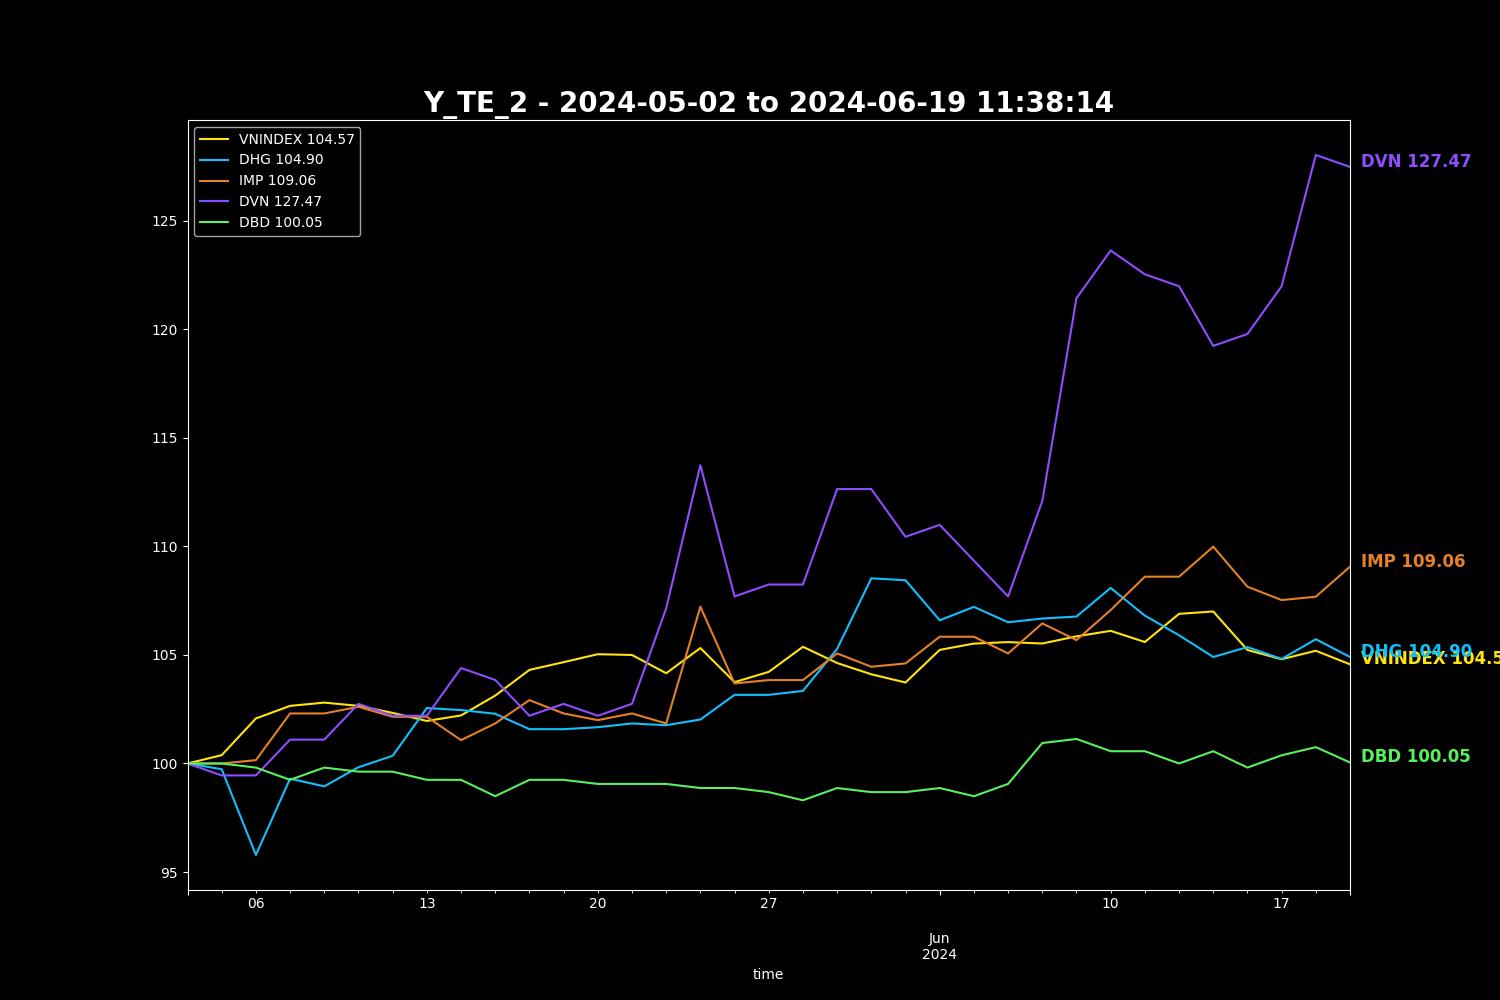 Y_TE_2 - 2024-05-02 to 2024-06-19 11:38:14
VNINDEX 104.57
DHG 104.90
IMP 109.06
DVN 127.47
DBD 100.05
125
120
115
110
105
100
95
DVN 127.47
IMP 109.06
DHG 104.90
VNINDEX 104.5
DBD 100.05
06 13 20 27 10 17
Jun
2024
time